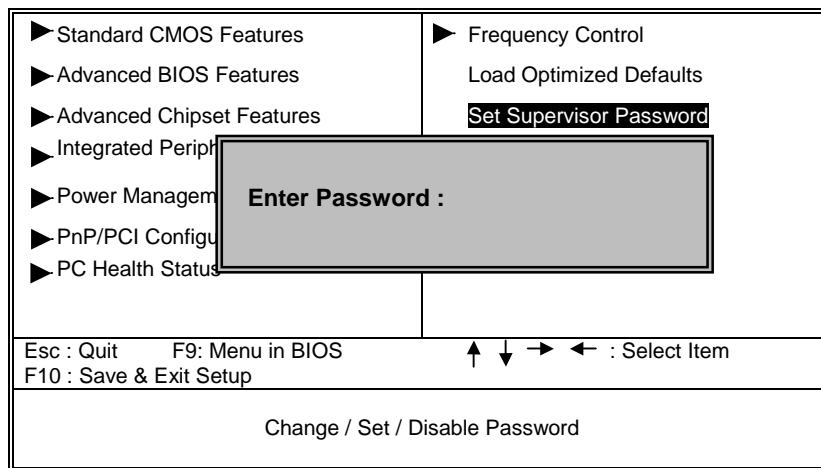 Standard CMOS Features
Advanced BIOS Features
Advanced Chipset Features
Integrated Periph
Power Managem
PnP/PCI Configu
PC Health Status
Frequency Control
Load Optimized Defaults
Set Supervisor Password
Enter Password :
Esc : Quit F9: Menu in BIOS ↑ ↓ → ← : Select Item
F10 : Save & Exit Setup
Change / Set / Disable Password